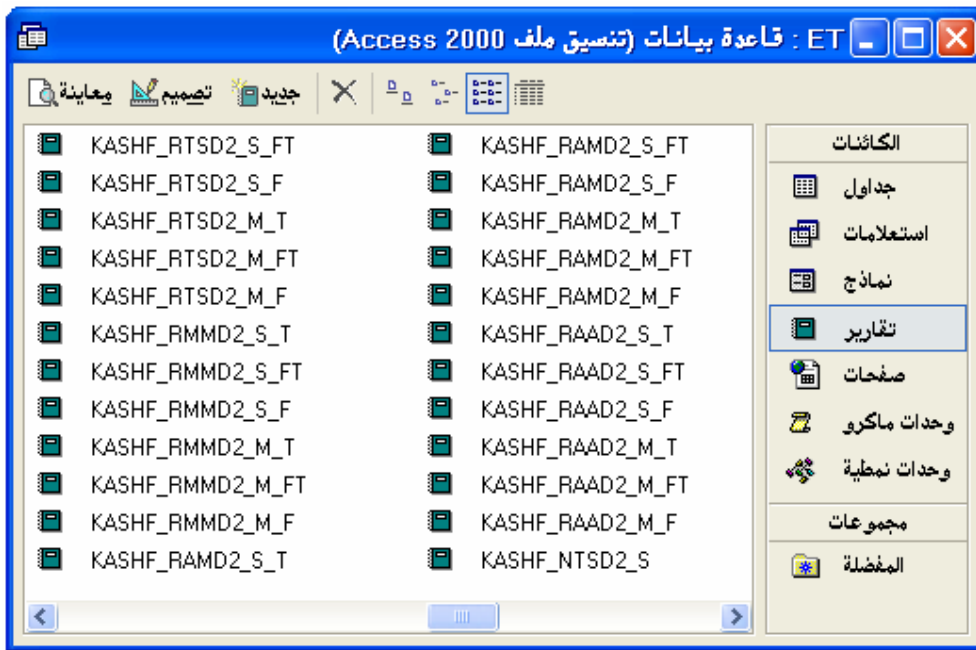 ET : قاعدة بيانات (تنسيق ملف Access 2000)
جديد تصميم معاينة
الكائنات
جداول
استعلامات
نماذج
تقارير
صفحات
وحدات ماكرو
وحدات نمطية
مجموعات
المفضلة
KASHF_RAMD2_S_FT
KASHF_RAMD2_S_F
KASHF_RAMD2_M_T
KASHF_RAMD2_M_FT
KASHF_RAMD2_M_F
KASHF_RAAD2_S_T
KASHF_RAAD2_S_FT
KASHF_RAAD2_S_F
KASHF_RAAD2_M_T
KASHF_RAAD2_M_FT
KASHF_RAAD2_M_F
KASHF_NTSD2_S
KASHF_RTSD2_S_FT
KASHF_RTSD2_S_F
KASHF_RTSD2_M_T
KASHF_RTSD2_M_FT
KASHF_RTSD2_M_F
KASHF_RMMD2_S_T
KASHF_RMMD2_S_FT
KASHF_RMMD2_S_F
KASHF_RMMD2_M_T
KASHF_RMMD2_M_FT
KASHF_RMMD2_M_F
KASHF_RAMD2_S_T